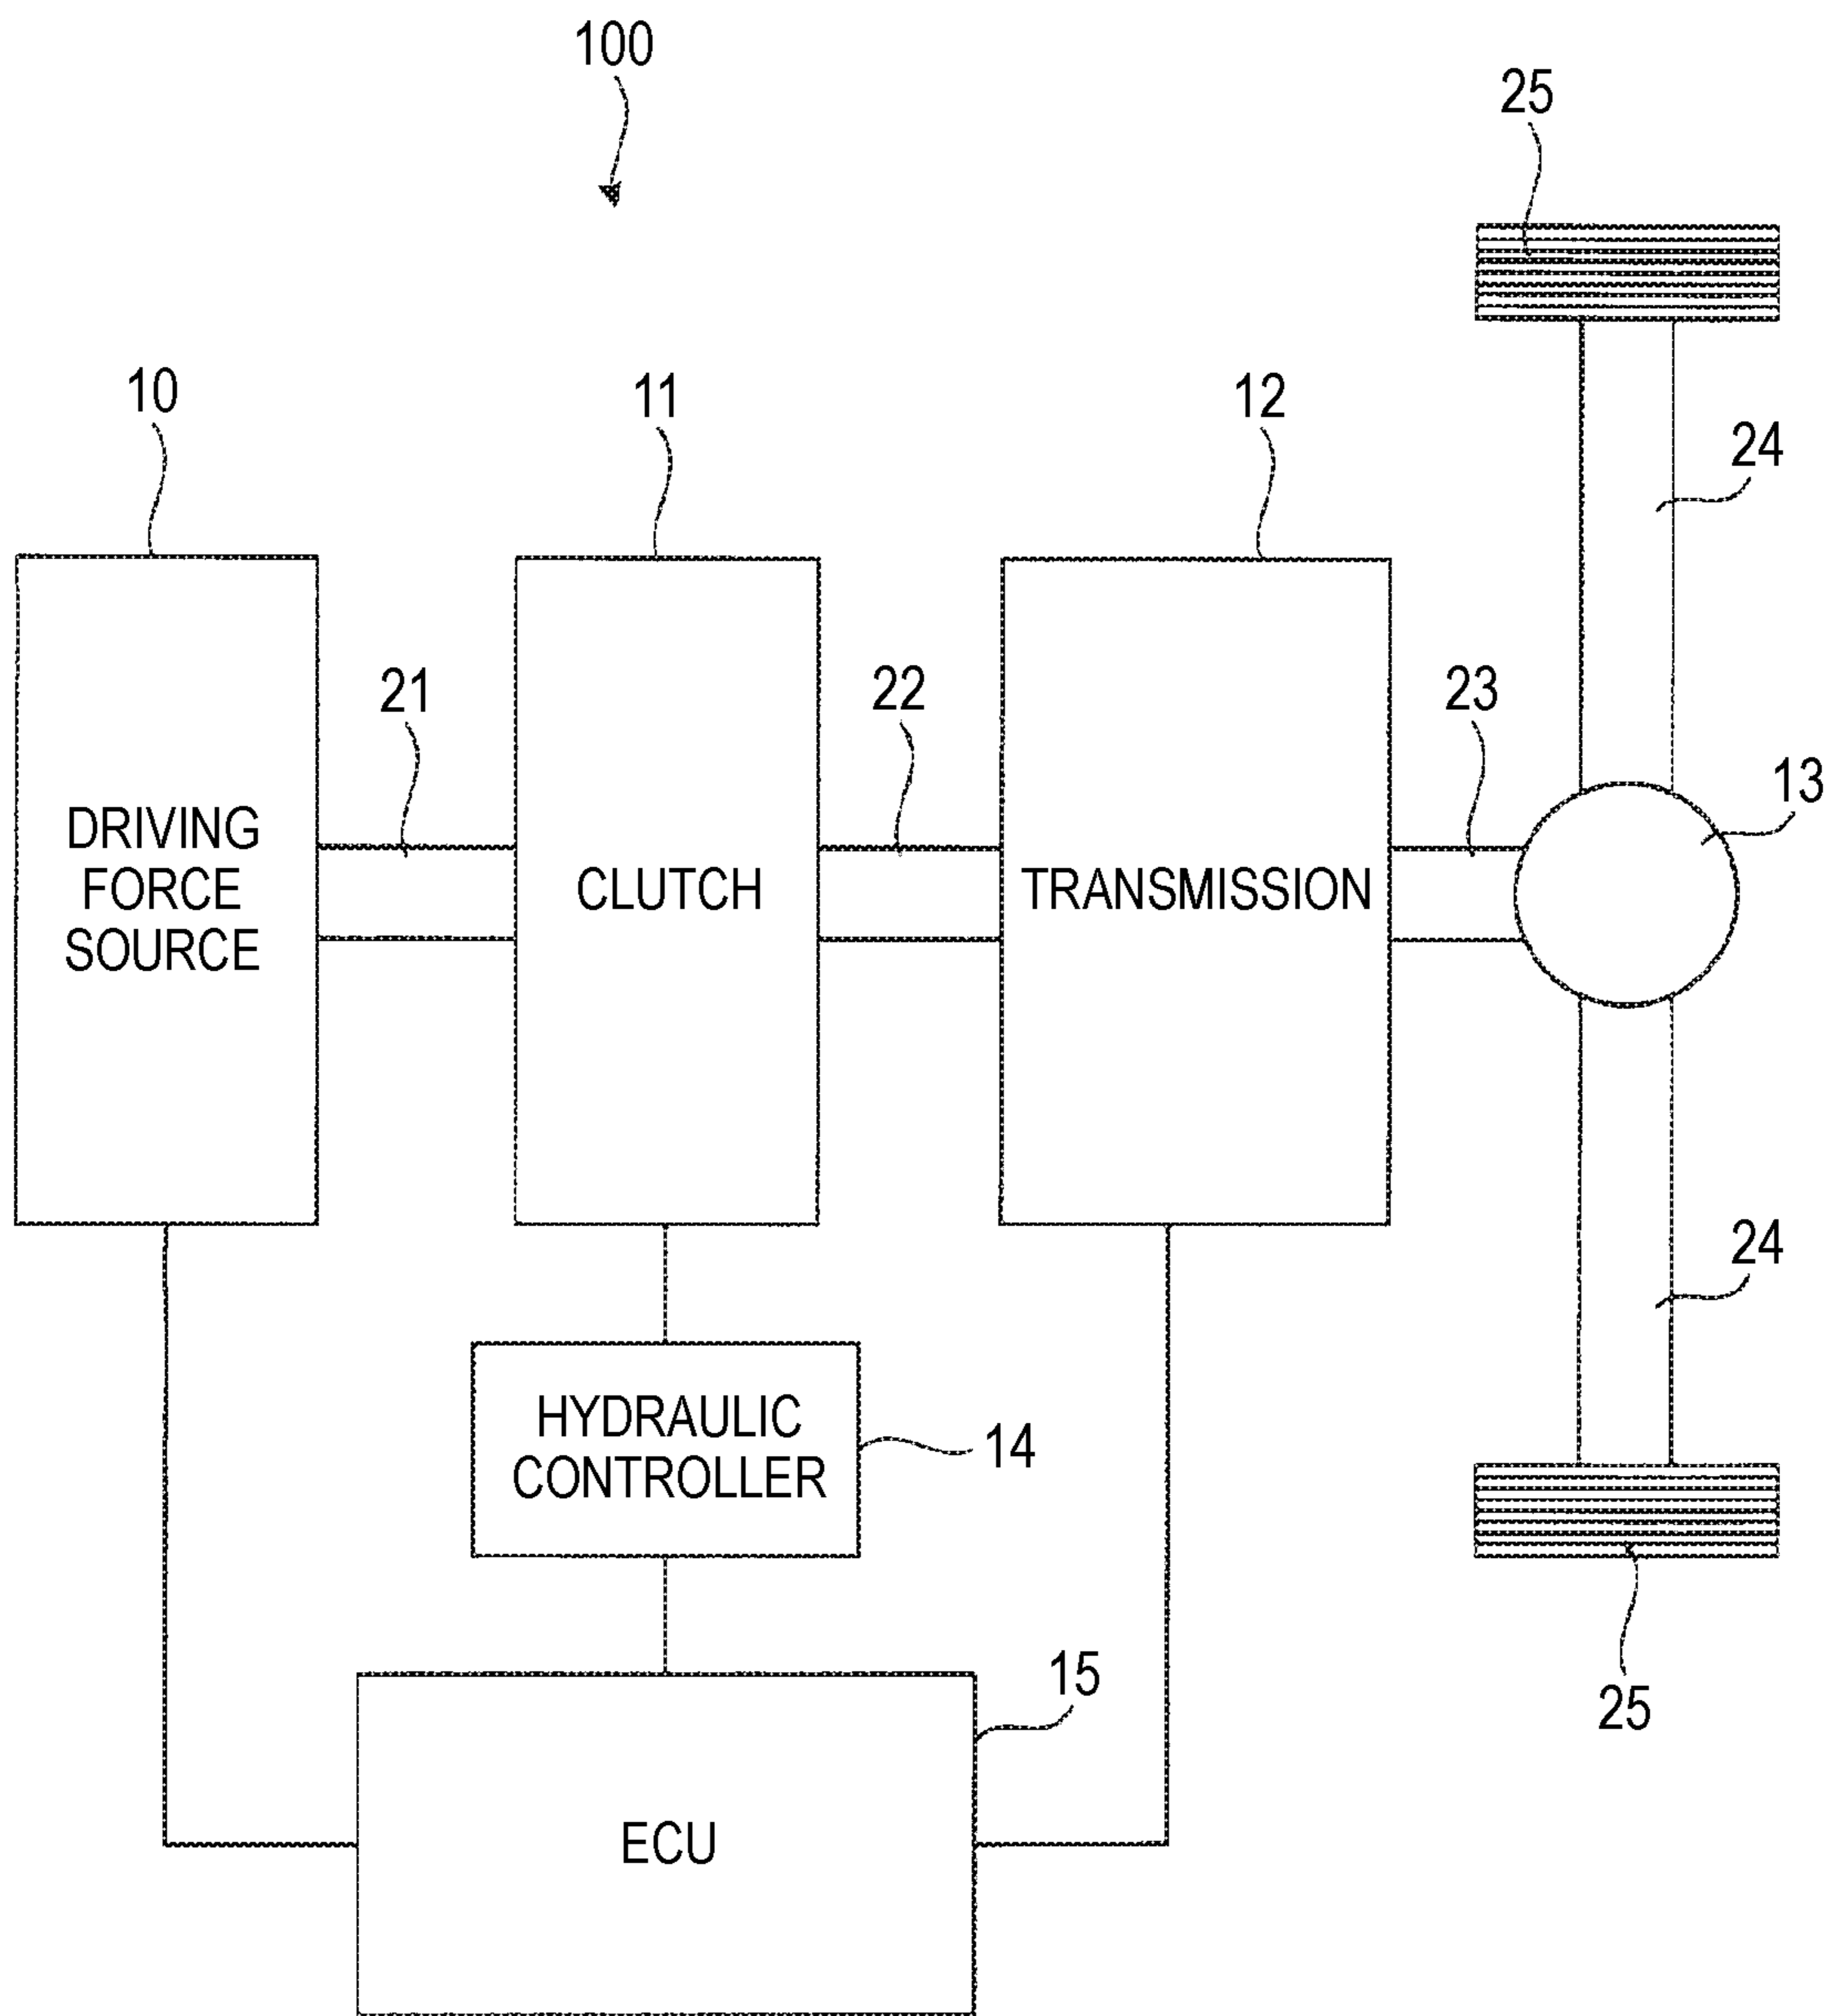 100
25
10
11
12
24
21
22
23
13
DRIVING
FORCE
SOURCE
CLUTCH
TRANSMISSION
24
HYDRAULIC
CONTROLLER
14
15
25
ECU